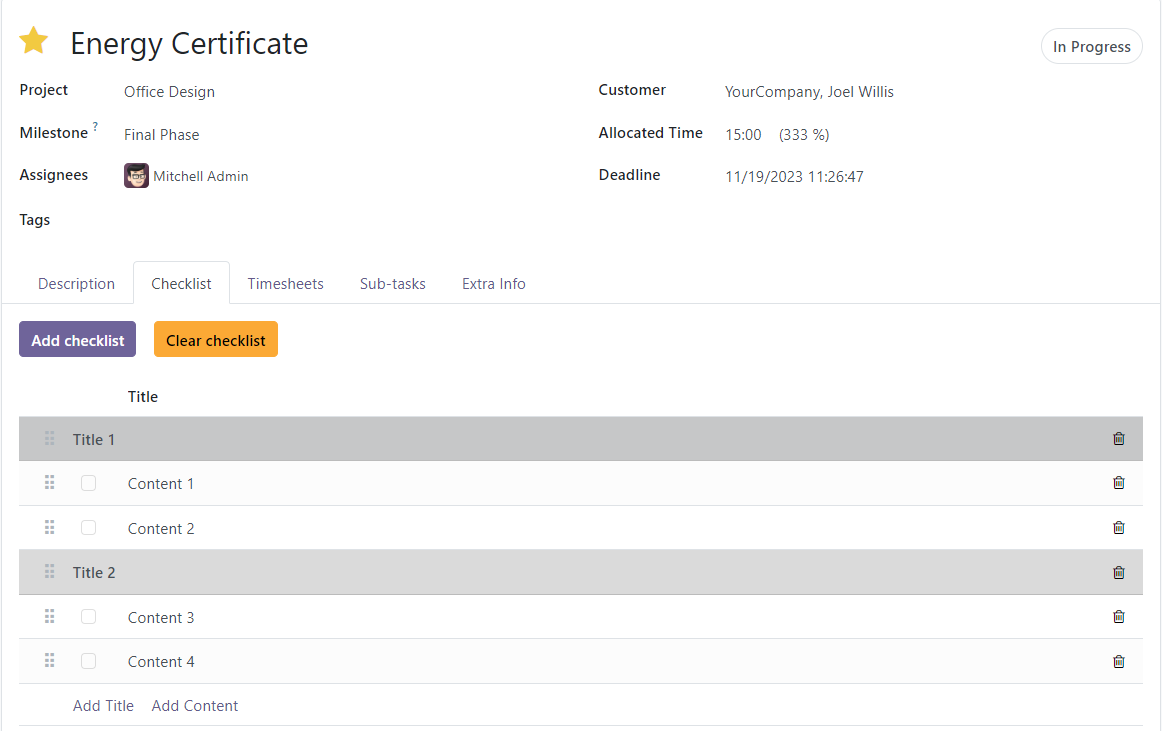 Energy Certificate
In Progress
Project Office Design
Customer YourCompany, Joel Willis
Milestone ? Final Phase
Allocated Time 15:00 (333 %)
Assignees Mitchell Admin
Deadline 11/19/2023 11:26:47
Tags
Description Checklist Timesheets Sub-tasks Extra Info
Add checklist Clear checklist
Title
Title 1
Content 1
Content 2
Title 2
Content 3
Content 4
Add Title Add Content